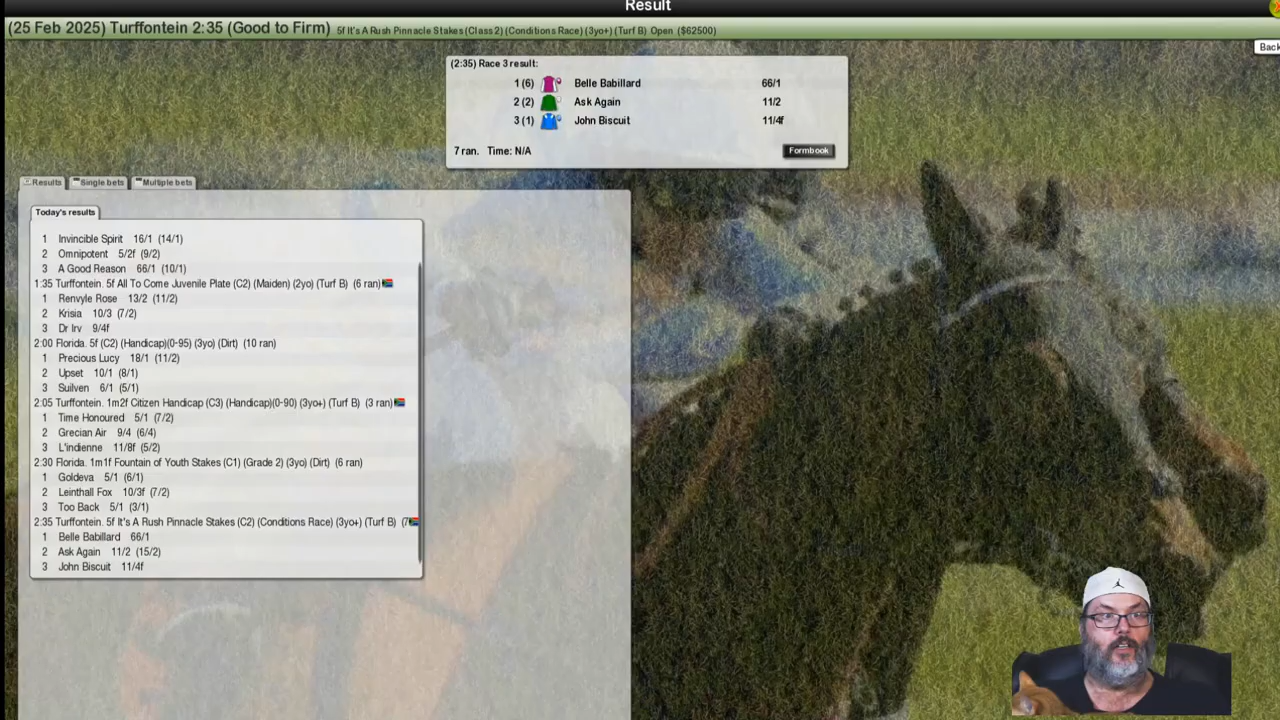 Result
(25 Feb 2025) Turffontein 2:35 (Good to Firm) 5f It's A Rush Pinnacle Stakes (Class 2) (Conditions Race) (3yo+) (Turf B) Open ($62500)
Back
(2:35) Race 3 result:
1 (6) Belle Babillard 66/1
2 (2) Ask Again 11/2
3 (1) John Biscuit 11/4f
7 ran. Time: N/A
Formbook
Results Single bets Multiple bets
Today's results
1 Invincible Spirit 16/1 (14/1)
2 Omnipotent 5/2f (9/2)
3 A Good Reason 66/1 (10/1)
1:35 Turffontein. 5f All To Come Juvenile Plate (C2) (Maiden) (2yo) (Turf B) (6 ran)
1 Renvyle Rose 13/2 (11/2)
2 Krisia 10/3 (7/2)
3 Dr Irv 9/4f
2:00 Florida. 5f (C2) (Handicap)(0-95) (3yo) (Dirt) (10 ran)
1 Precious Lucy 18/1 (11/2)
2 Upset 10/1 (8/1)
3 Suilven 6/1 (5/1)
2:05 Turffontein. 1m2f Citizen Handicap (C3) (Handicap)(0-90) (3yo+) (Turf B) (3 ran)
1 Time Honoured 5/1 (7/2)
2 Grecian Air 9/4 (6/4)
3 L'indienne 11/8f (5/2)
2:30 Florida. 1m1f Fountain of Youth Stakes (C1) (Grade 2) (3yo) (Dirt) (6 ran)
1 Goldeva 5/1 (6/1)
2 Leinthall Fox 10/3f (7/2)
3 Too Back 5/1 (3/1)
2:35 Turffontein. 5f It's A Rush Pinnacle Stakes (C2) (Conditions Race) (3yo+) (Turf B) (7
1 Belle Babillard 66/1
2 Ask Again 11/2 (15/2)
3 John Biscuit 11/4f